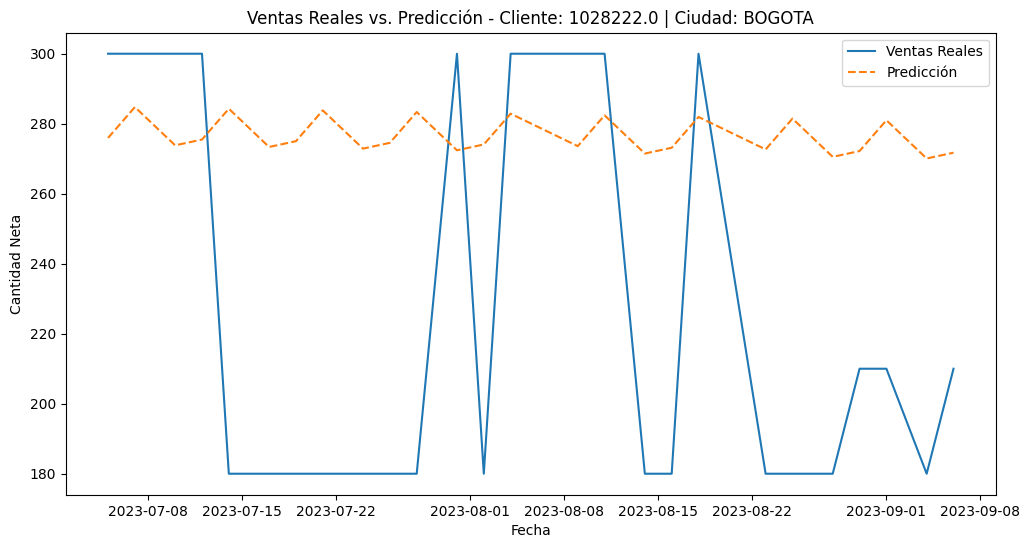 Ventas Reales vs. Predicción - Cliente: 1028222.0 | Ciudad: BOGOTA
Ventas Reales
Predicción
300
280
260
240
220
200
180
Cantidad Neta
2023-07-08 2023-07-15 2023-07-22 2023-08-01 2023-08-08 2023-08-15 2023-08-22 2023-09-01 2023-09-08
Fecha